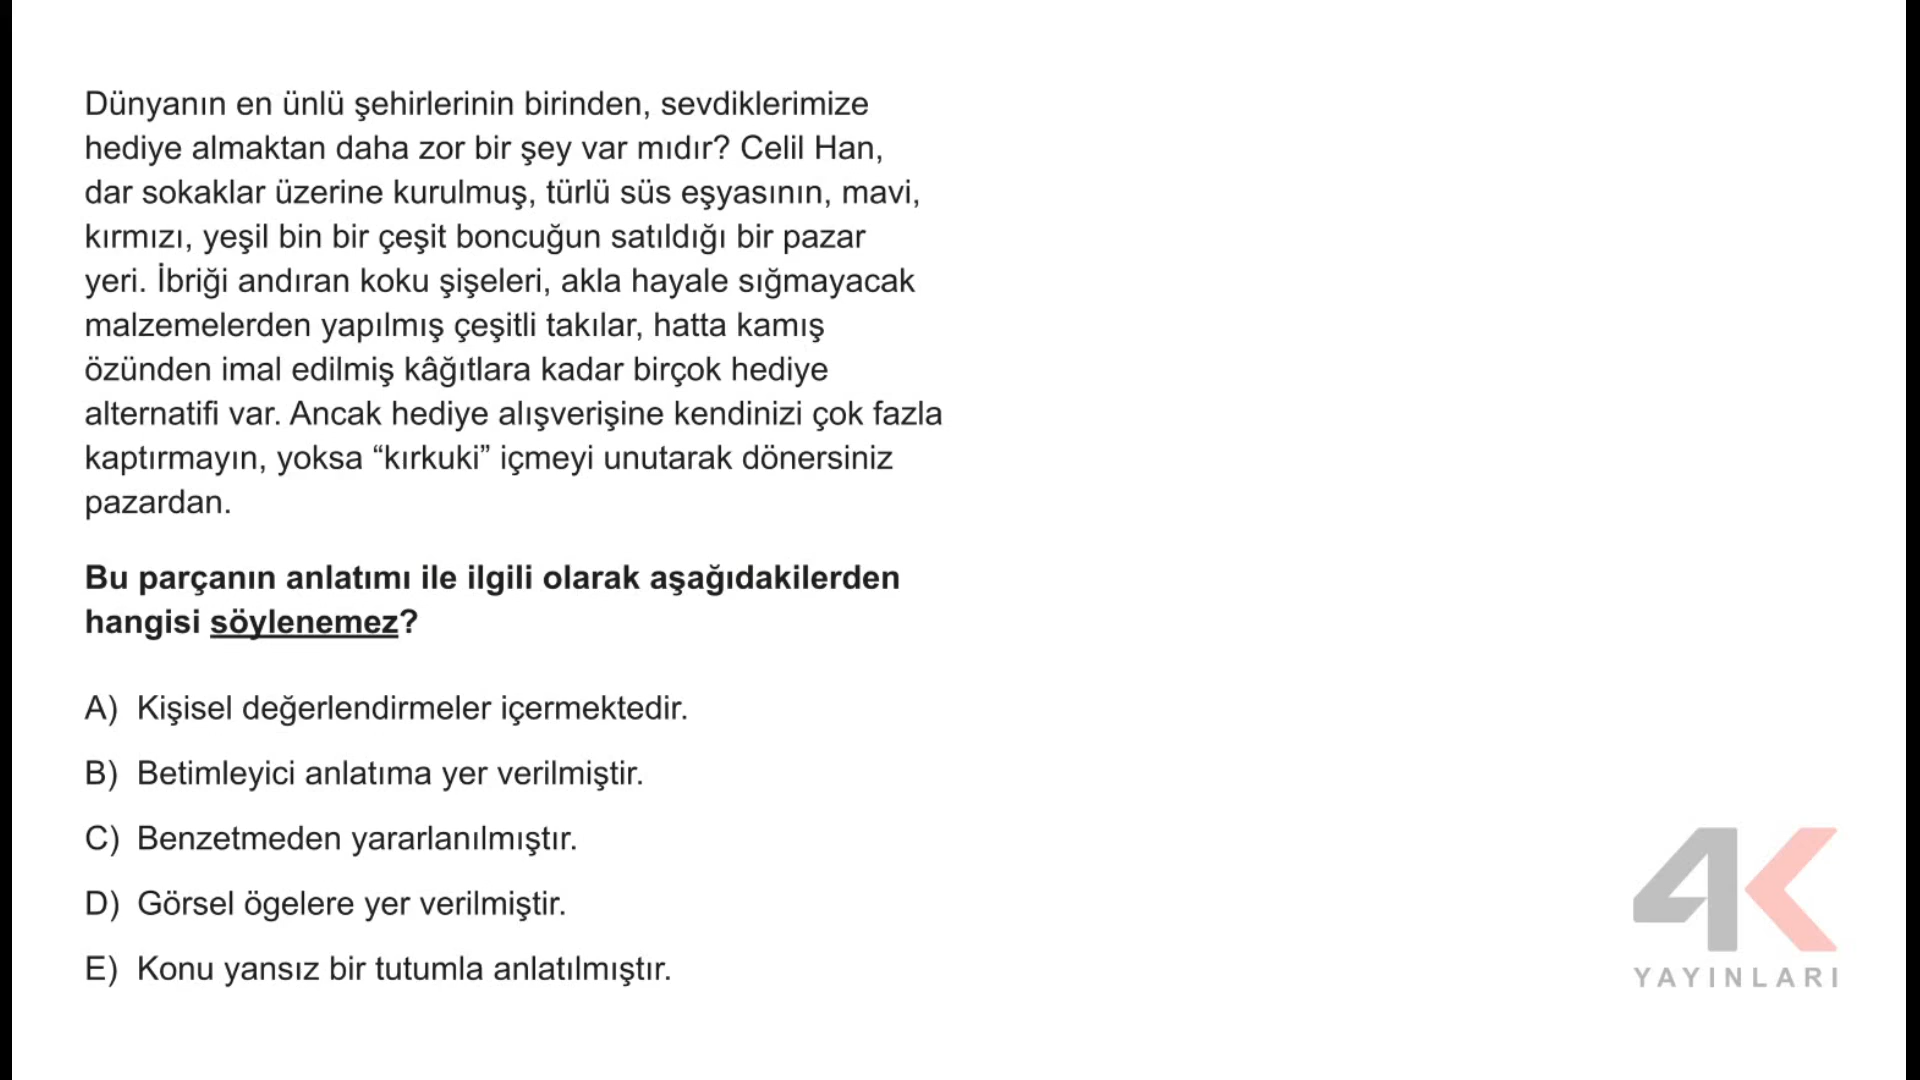 Dünyanın en ünlü şehirlerinin birinden, sevdiklerimize
hediye almaktan daha zor bir şey var mıdır? Celil Han,
dar sokaklar üzerine kurulmuş, türlü süs eşyasının, mavi,
kırmızı, yeşil bin bir çeşit boncuğun satıldığı bir pazar
yeri. İbriği andıran koku şişeleri, akla hayale sığmayacak
malzemelerden yapılmış çeşitli takılar, hatta kamış
özünden imal edilmiş kâğıtlara kadar birçok hediye
alternatifi var. Ancak hediye alışverişine kendinizi çok fazla
kaptırmayın, yoksa “kırkuki” içmeyi unutarak dönersiniz
pazardan.
Bu parçanın anlatımı ile ilgili olarak aşağıdakilerden
hangisi söylenemez?
A) Kişisel değerlendirmeler içermektedir.
B) Betimleyici anlatıma yer verilmiştir.
C) Benzetmeden yararlanılmıştır.
D) Görsel ögelere yer verilmiştir.
E) Konu yansız bir tutumla anlatılmıştır.
4K
YAYINLARI